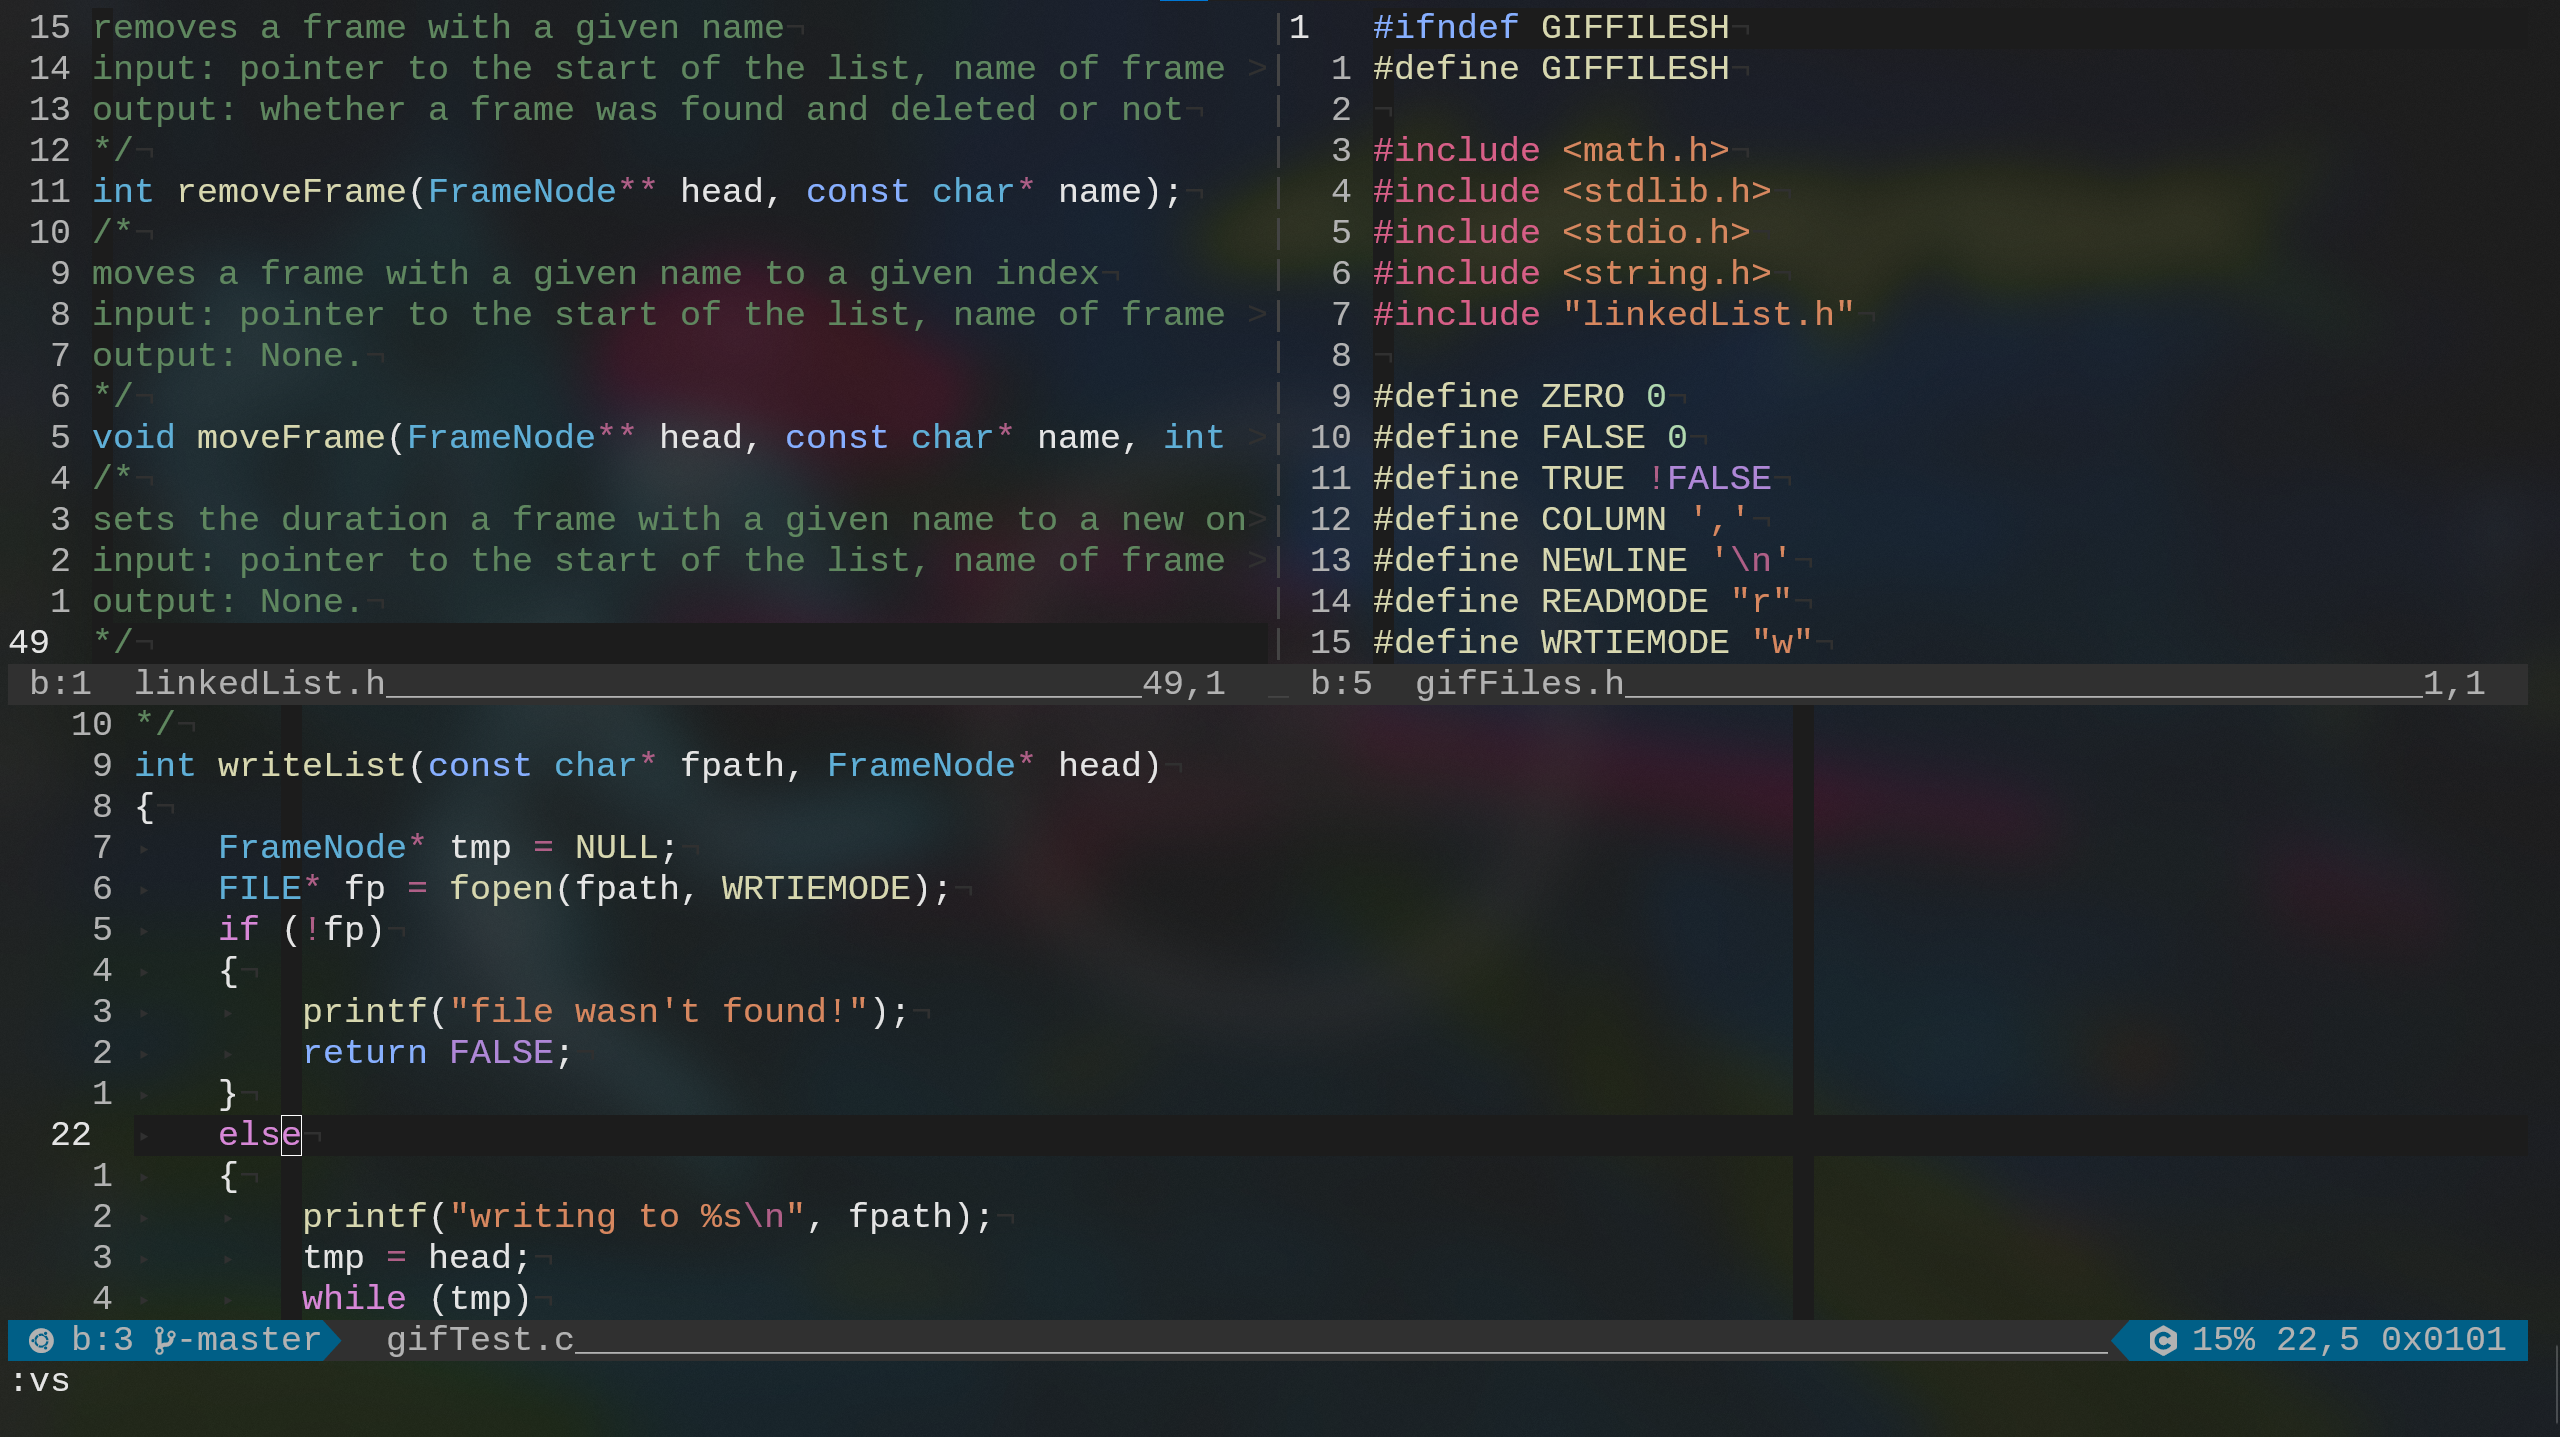 15 removes a frame with a given name¬
14 input: pointer to the start of the list, name of frame >
13 output: whether a frame was found and deleted or not¬
12 */¬
11 int removeFrame(FrameNode** head, const char* name);¬
10 /*¬
9 moves a frame with a given name to a given index¬
8 input: pointer to the start of the list, name of frame >
7 output: None.¬
6 */¬
5 void moveFrame(FrameNode** head, const char* name, int >
4 /*¬
3 sets the duration a frame with a given name to a new on>
2 input: pointer to the start of the list, name of frame >
1 output: None.¬
49 */¬
b:1 linkedList.h 49,1
1 #ifndef GIFFILESH¬
1 #define GIFFILESH¬
2 ¬
3 #include <math.h>¬
4 #include <stdlib.h>¬
5 #include <stdio.h>
6 #include <string.h>¬
7 #include "linkedList.h"¬
8 ¬
9 #define ZERO 0¬
10 #define FALSE 0¬
11 #define TRUE !FALSE¬
12 #define COLUMN ','¬
13 #define NEWLINE '\n'¬
14 #define READMODE "r"¬
15 #define WRTIEMODE "w"¬
b:5 gifFiles.h 1,1
10 */¬
9 int writeList(const char* fpath, FrameNode* head)¬
8 {¬
7 ▸ FrameNode* tmp = NULL;¬
6 ▸ FILE* fp = fopen(fpath, WRTIEMODE);¬
5 ▸ if (!fp)¬
4 ▸ {¬
3 ▸ ▸ printf("file wasn't found!");¬
2 ▸ ▸ return FALSE;¬
1 ▸ }¬
22 ▸ else¬
1 ▸ {¬
2 ▸ ▸ printf("writing to %s\n", fpath);¬
3 ▸ ▸ tmp = head;¬
4 ▸ ▸ while (tmp)¬
b:3 -master gifTest.c 15% 22,5 0x0101
:vs